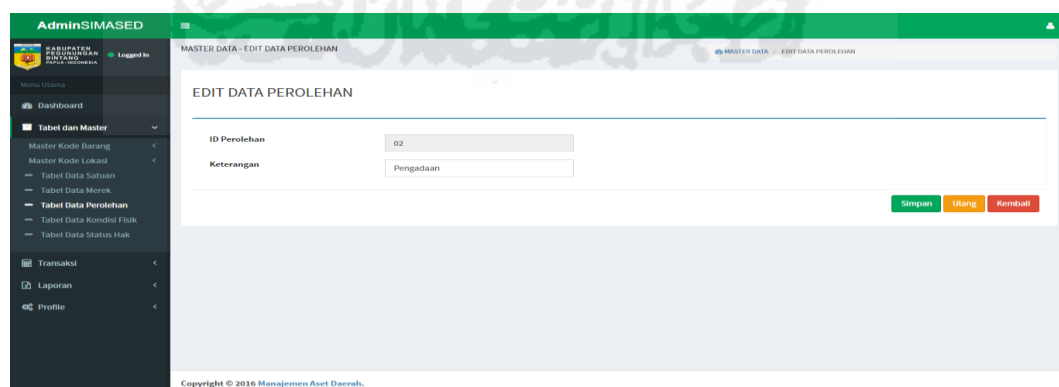 AdminSIMASED
KABUPATEN
PEGUNUNGAN
BINTANG
PAPUA - INDONESIA
Logged In
Menu Utama
Dashboard
Tabel dan Master
Master Kode Barang
Master Kode Lokasi
Tabel Data Satuan
Tabel Data Merek
Tabel Data Perolehan
Tabel Data Kondisi Fisik
Tabel Data Status Hak
Transaksi
Laporan
Profile
MASTER DATA - EDIT DATA PEROLEHAN
MASTER DATA / EDIT DATA PEROLEHAN
EDIT DATA PEROLEHAN
ID Perolehan
02
Keterangan
Pengadaan
Simpan Ulang Kembali
Copyright © 2016 Manajemen Aset Daerah.